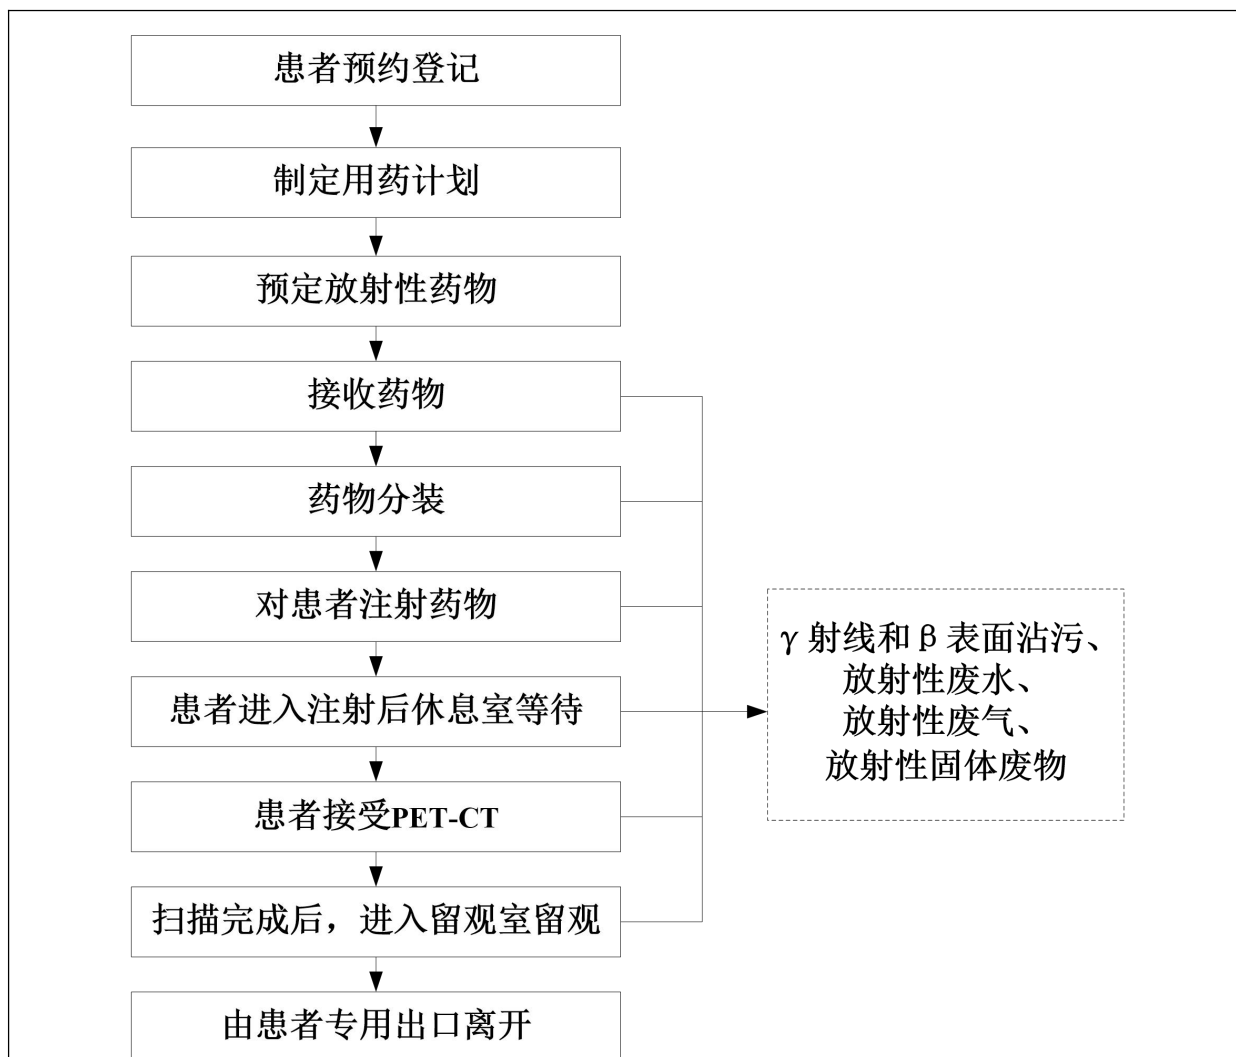 患者预约登记
制定用药计划
预定放射性药物
接收药物
药物分装
对患者注射药物
患者进入注射后休息室等待
患者接受PET-CT
扫描完成后，进入留观室留观
由患者专用出口离开
γ 射线和 β 表面沾污、
放射性废水、
放射性废气、
放射性固体废物